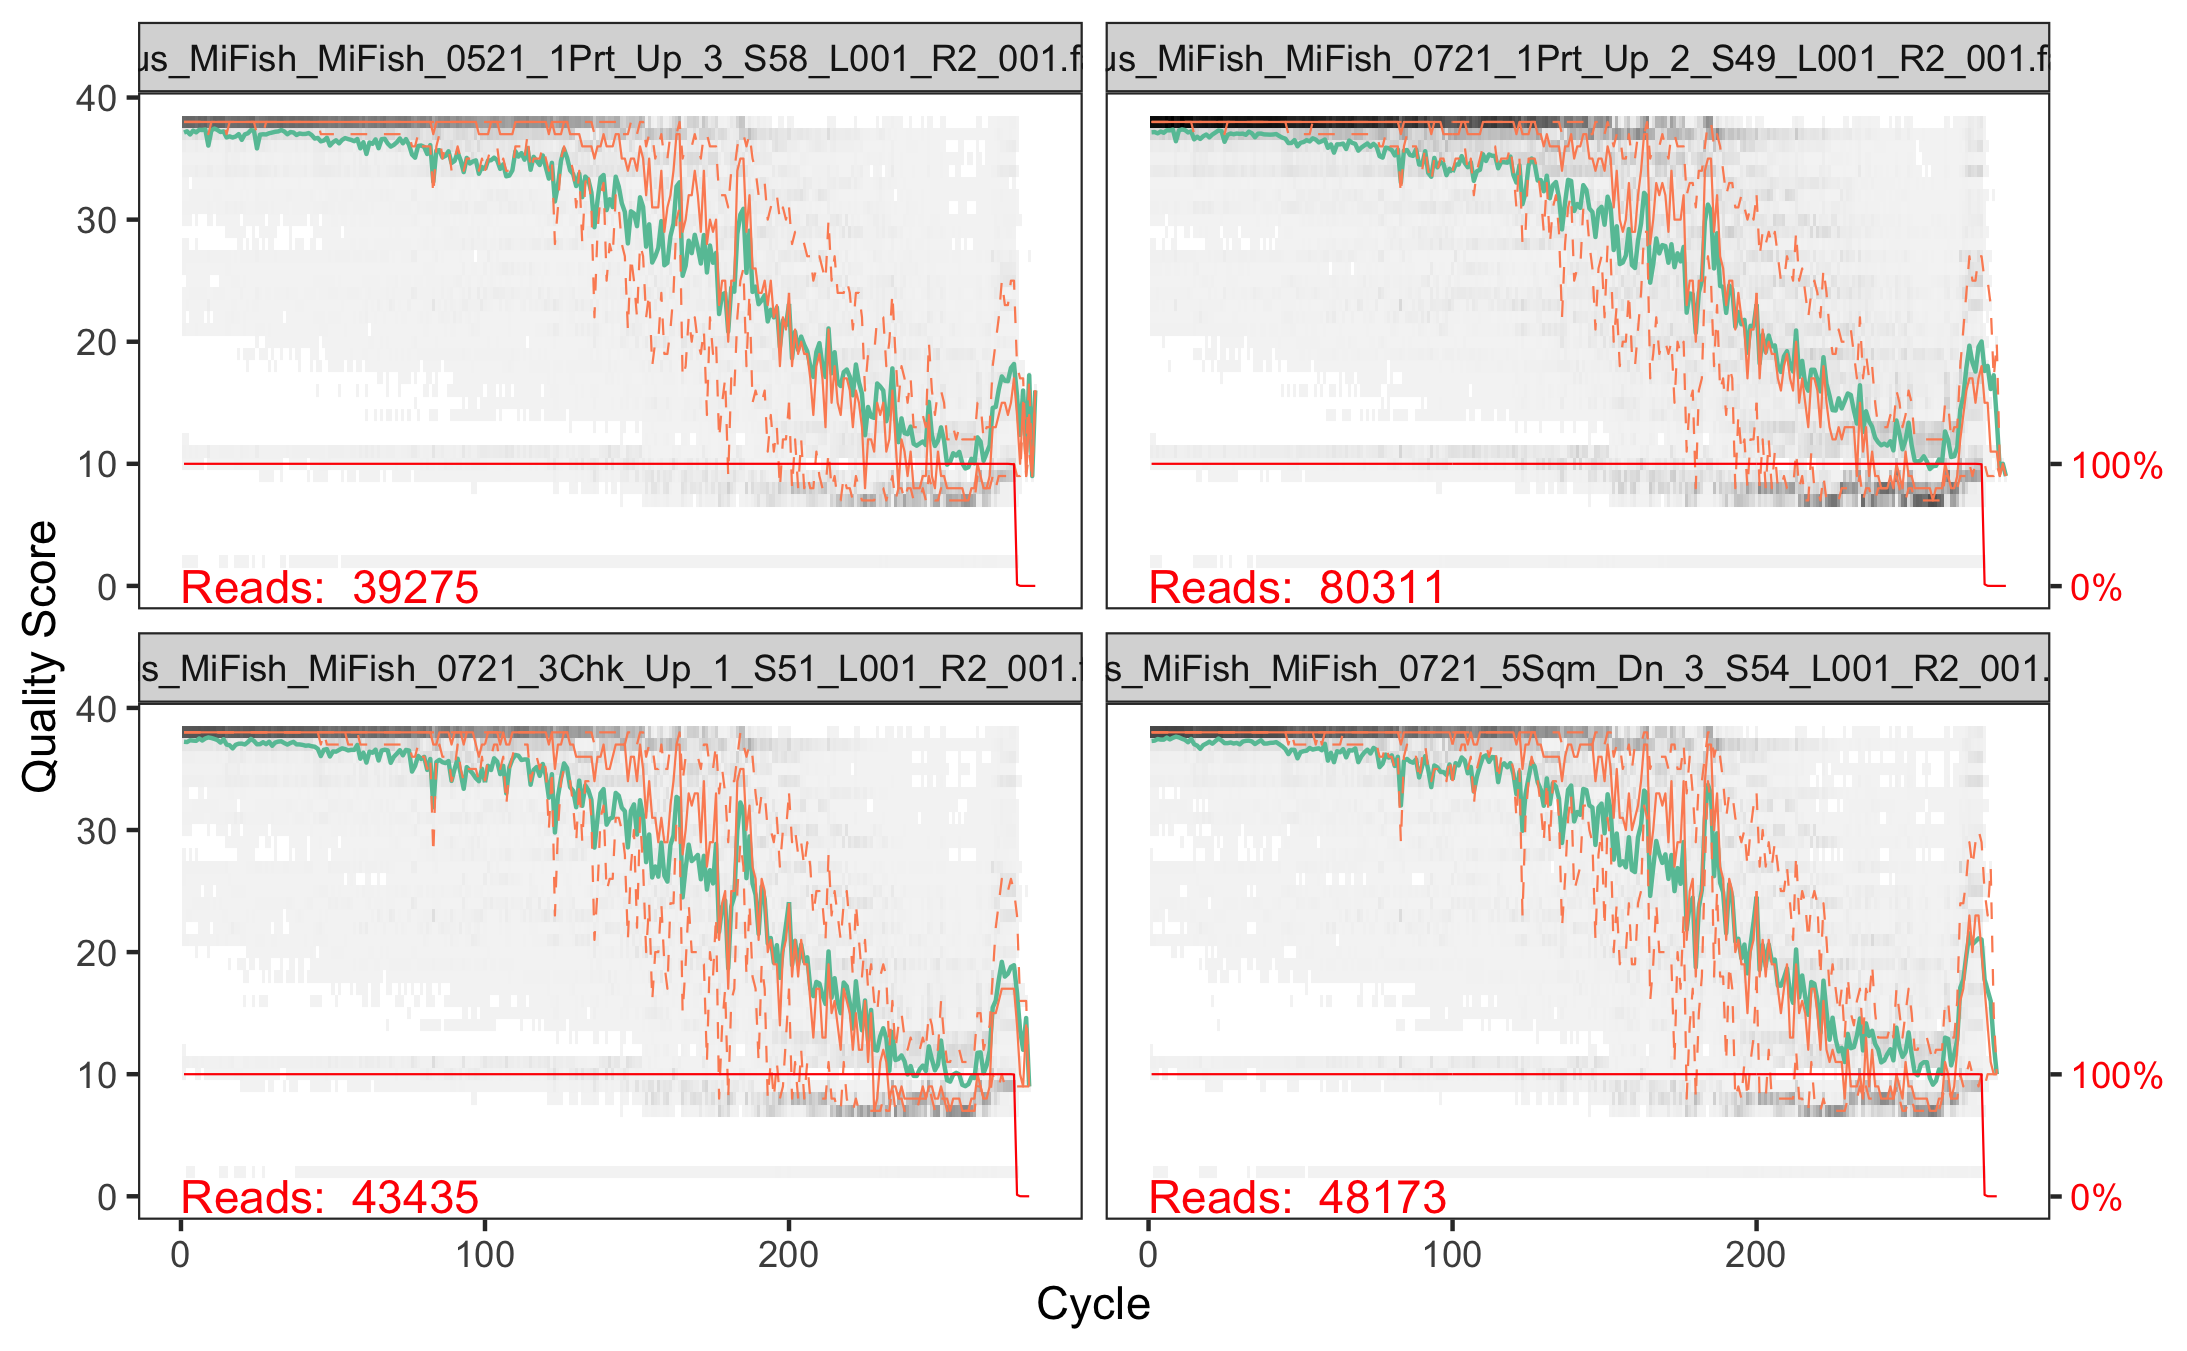 us_MiFish_MiFish_0521_1Prt_Up_3_S58_L001_R2_001.f
us_MiFish_MiFish_0721_1Prt_Up_2_S49_L001_R2_001.f
40
30
20
10
0
Reads: 39275
Reads: 80311
100%
0%
s_MiFish_MiFish_0721_3Chk_Up_1_S51_L001_R2_001.
s_MiFish_MiFish_0721_5Sqm_Dn_3_S54_L001_R2_001.
40
30
20
10
0
Reads: 43435
Reads: 48173
100%
0%
0 100 200
0 100 200
Quality Score
Cycle